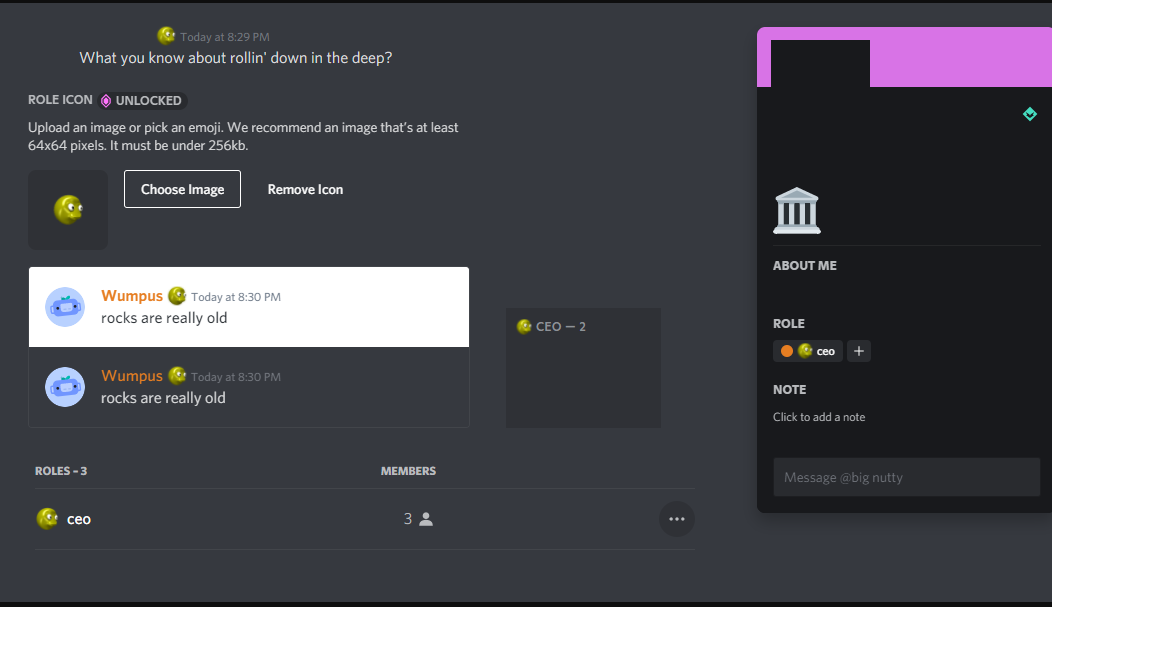 Today at 8:29 PM
What you know about rollin' down in the deep?
ROLE ICON UNLOCKED
Upload an image or pick an emoji. We recommend an image that's at least
64x64 pixels. It must be under 256kb.
Choose Image Remove Icon
Wumpus Today at 8:30 PM
rocks are really old
Wumpus Today at 8:30 PM
rocks are really old
CEO — 2
ROLES – 3 MEMBERS
ceo 3
ABOUT ME
ROLE
ceo +
NOTE
Click to add a note
Message @big nutty